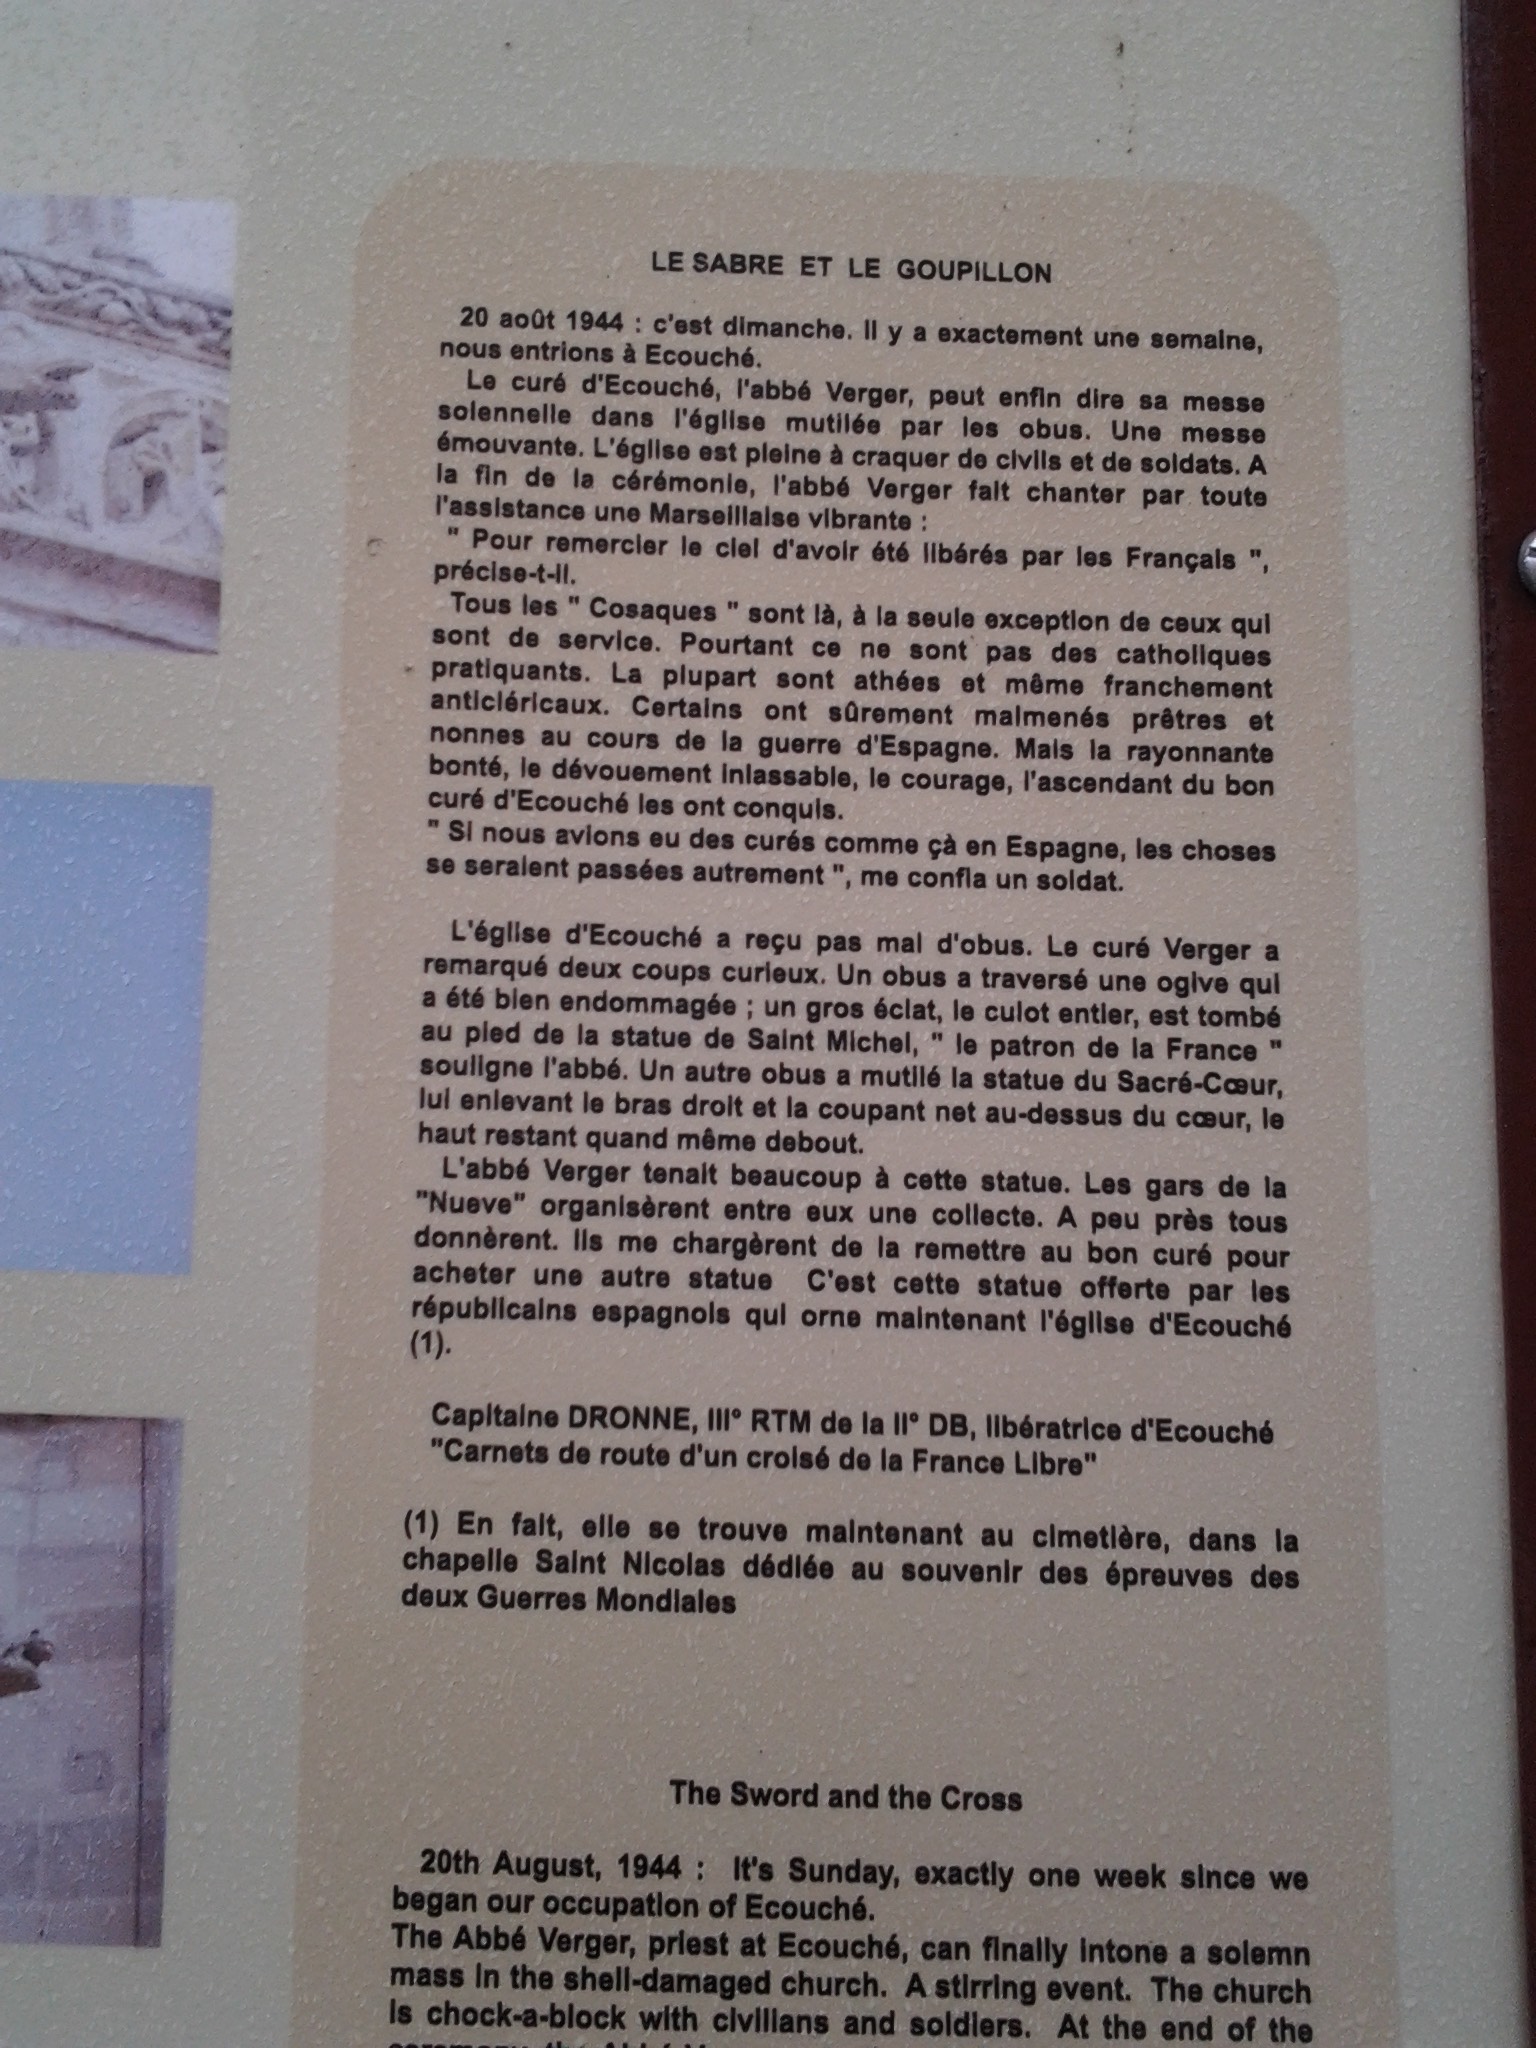 LE SABRE ET LE GOUPILLON
20 août 1944 : c'est dimanche. Il y a exactement une semaine,
nous entrions à Ecouché.
Le curé d'Ecouché, l'abbé Verger, peut enfin dire sa messe
solennelle dans l'église mutilée par les obus. Une messe
émouvante. L'église est pleine à craquer de civils et de soldats. A
la fin de la cérémonie, l'abbé Verger fait chanter par toute
l'assistance une Marseillaise vibrante :
" Pour remercier le ciel d'avoir été libérés par les Français ",
précise-t-il.
Tous les " Cosaques " sont là, à la seule exception de ceux qui
sont de service. Pourtant ce ne sont pas des catholiques
pratiquants. La plupart sont athées et même franchement
anticléricaux. Certains ont sûrement malmenés prêtres et
nonnes au cours de la guerre d'Espagne. Mais la rayonnante
bonté, le dévouement inlassable, le courage, l'ascendant du bon
curé d'Ecouché les ont conquis.
" Si nous avions eu des curés comme çà en Espagne, les choses
se seraient passées autrement ", me confia un soldat.
L'église d'Ecouché a reçu pas mal d'obus. Le curé Verger a
remarqué deux coups curieux. Un obus a traversé une ogive qui
a été bien endommagée ; un gros éclat, le culot entier, est tombé
au pied de la statue de Saint Michel, " le patron de la France "
souligne l'abbé. Un autre obus a mutilé la statue du Sacré-Cœur,
lui enlevant le bras droit et la coupant net au-dessus du cœur, le
haut restant quand même debout.
L'abbé Verger tenait beaucoup à cette statue. Les gars de la
"Nueve" organisèrent entre eux une collecte. A peu près tous
donnèrent. Ils me chargèrent de la remettre au bon curé pour
acheter une autre statue C'est cette statue offerte par les
républicains espagnols qui orne maintenant l'église d'Ecouché
(1).
Capitaine DRONNE, III° RTM de la II° DB, libératrice d'Ecouché
"Carnets de route d'un croisé de la France Libre"
(1) En fait, elle se trouve maintenant au cimetière, dans la
chapelle Saint Nicolas dédiée au souvenir des épreuves des
deux Guerres Mondiales
The Sword and the Cross
20th August, 1944 : It's Sunday, exactly one week since we
began our occupation of Ecouché.
The Abbé Verger, priest at Ecouché, can finally intone a solemn
mass in the shell-damaged church. A stirring event. The church
is chock-a-block with civilians and soldiers. At the end of the